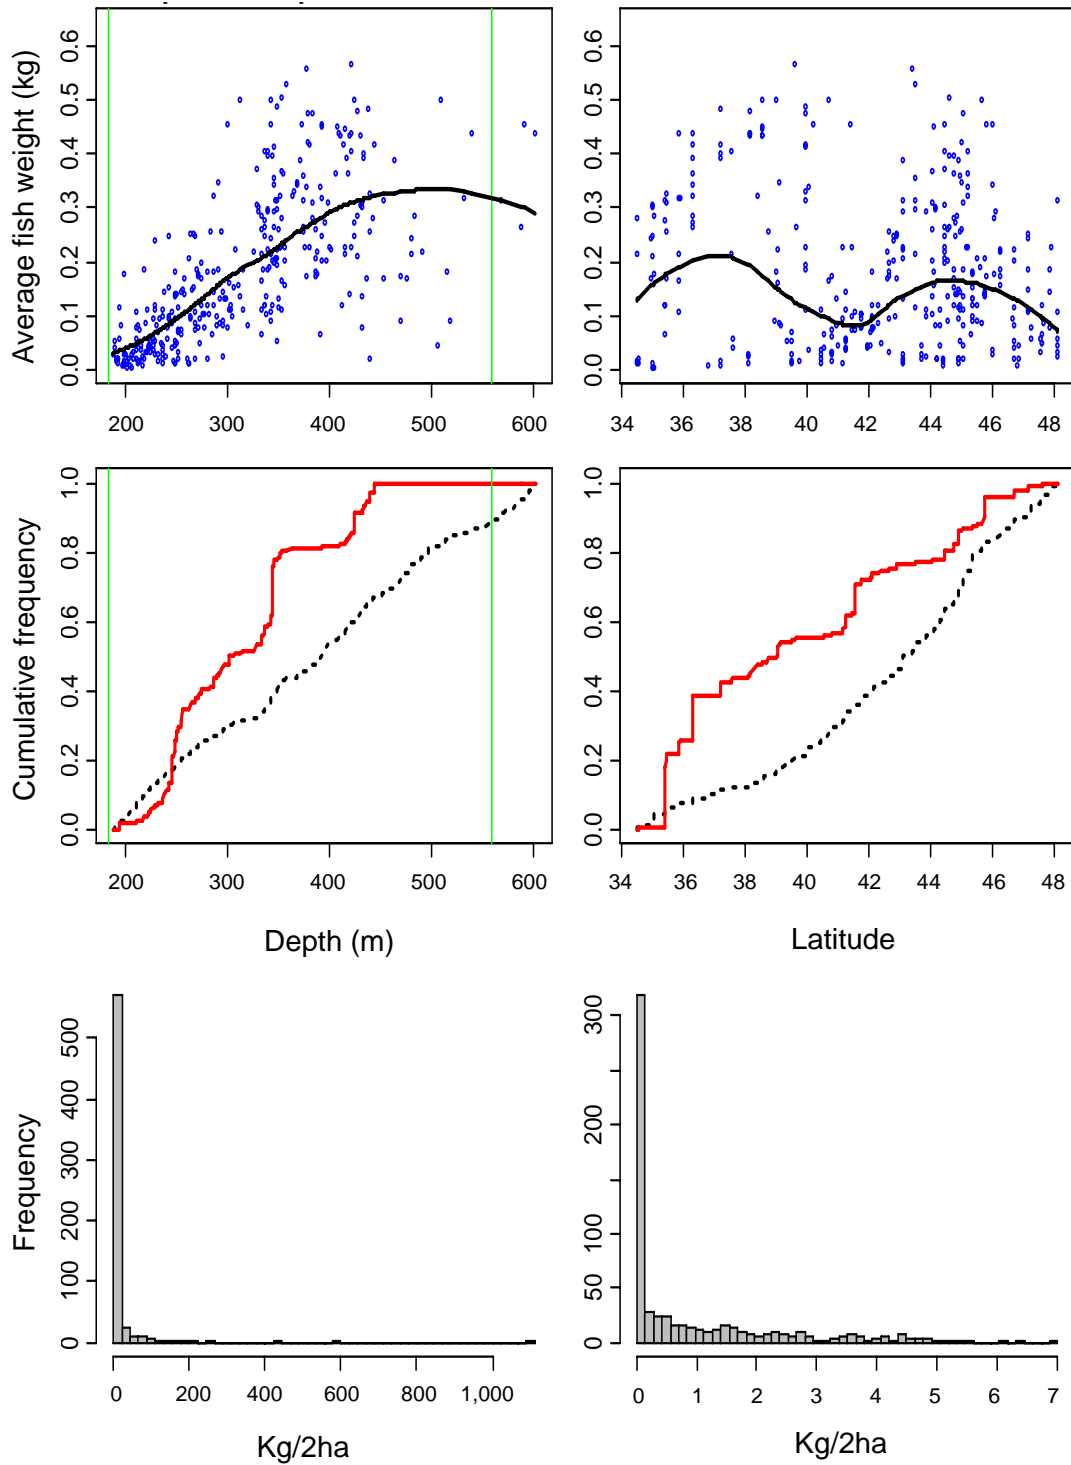 Average fish weight (kg)
0.0 0.1 0.2 0.3 0.4 0.5 0.6
200 300 400 500 600
0.0 0.1 0.2 0.3 0.4 0.5 0.6
34 36 38 40 42 44 46 48
Cumulative frequency
0.0 0.2 0.4 0.6 0.8 1.0
200 300 400 500 600
Depth (m)
0.0 0.2 0.4 0.6 0.8 1.0
34 36 38 40 42 44 46 48
Latitude
Frequency
0 100 200 300 400 500
0 200 400 600 800 1,000
Kg/2ha
0 50 100 200 300
0 1 2 3 4 5 6 7
Kg/2ha